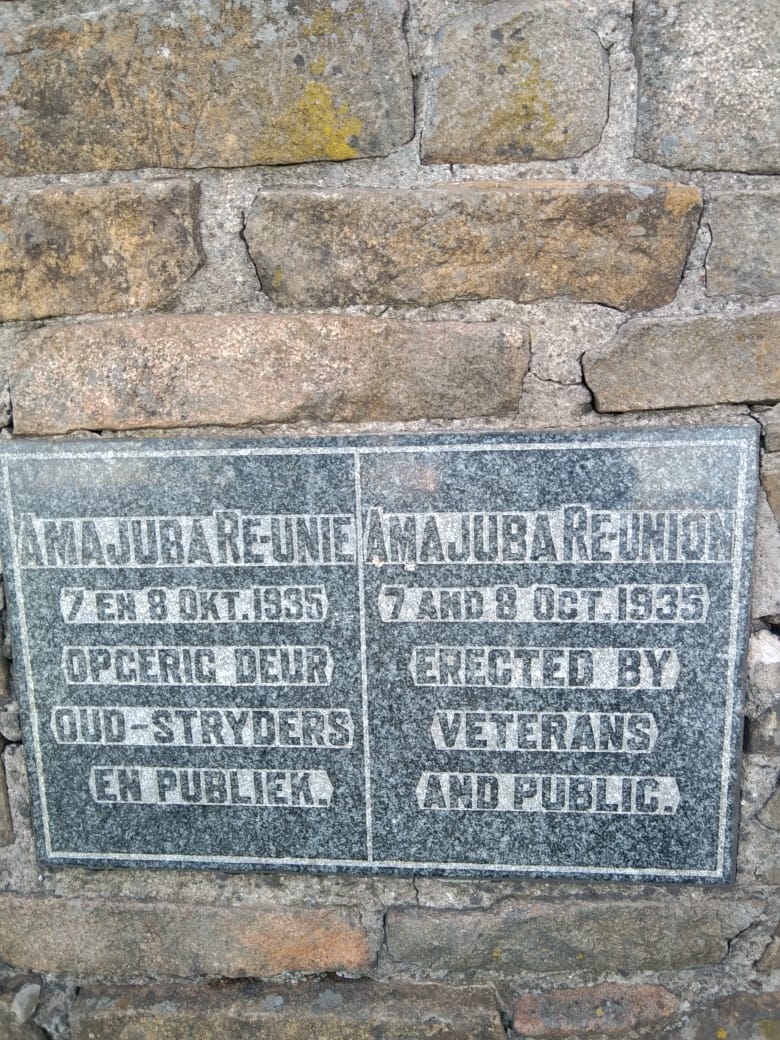 AMAJUBA RE-UNIE
7 EN 8 OKT. 1935
OPGERIG DEUR
OUD-STRYDERS
EN PUBLIEK.
AMAJUBA RE-UNION
7 AND 8 OCT. 1935
ERECTED BY
VETERANS
AND PUBLIC.